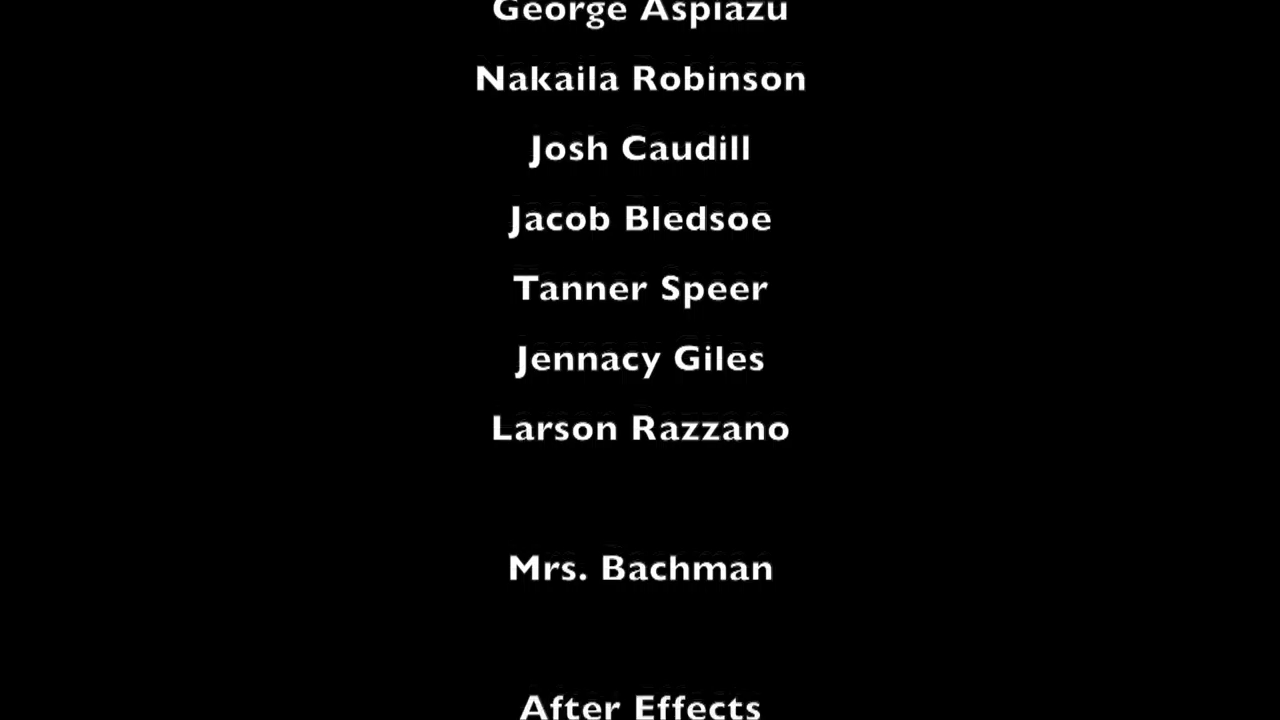 George Aspiazu
Nakaila Robinson
Josh Caudill
Jacob Bledsoe
Tanner Speer
Jennacy Giles
Larson Razzano
Mrs. Bachman
After Effects